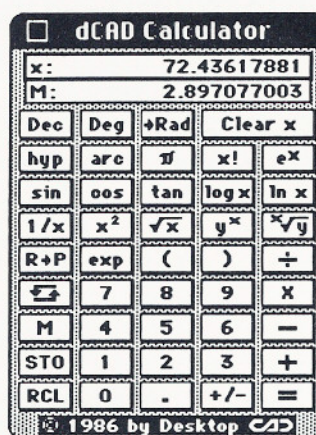 dCAD Calculator
x: 72.43617881
M: 2.897077003
Dec Deg →Rad Clear x
hyp arc π x! eˣ
sin cos tan log x ln x
1/x x² √x yˣ ˣ√y
R→P exp ( ) ÷
7 8 9 X
M 4 5 6 −
STO 1 2 3 +
RCL 0 . +/- =
© 1986 by Desktop CAD